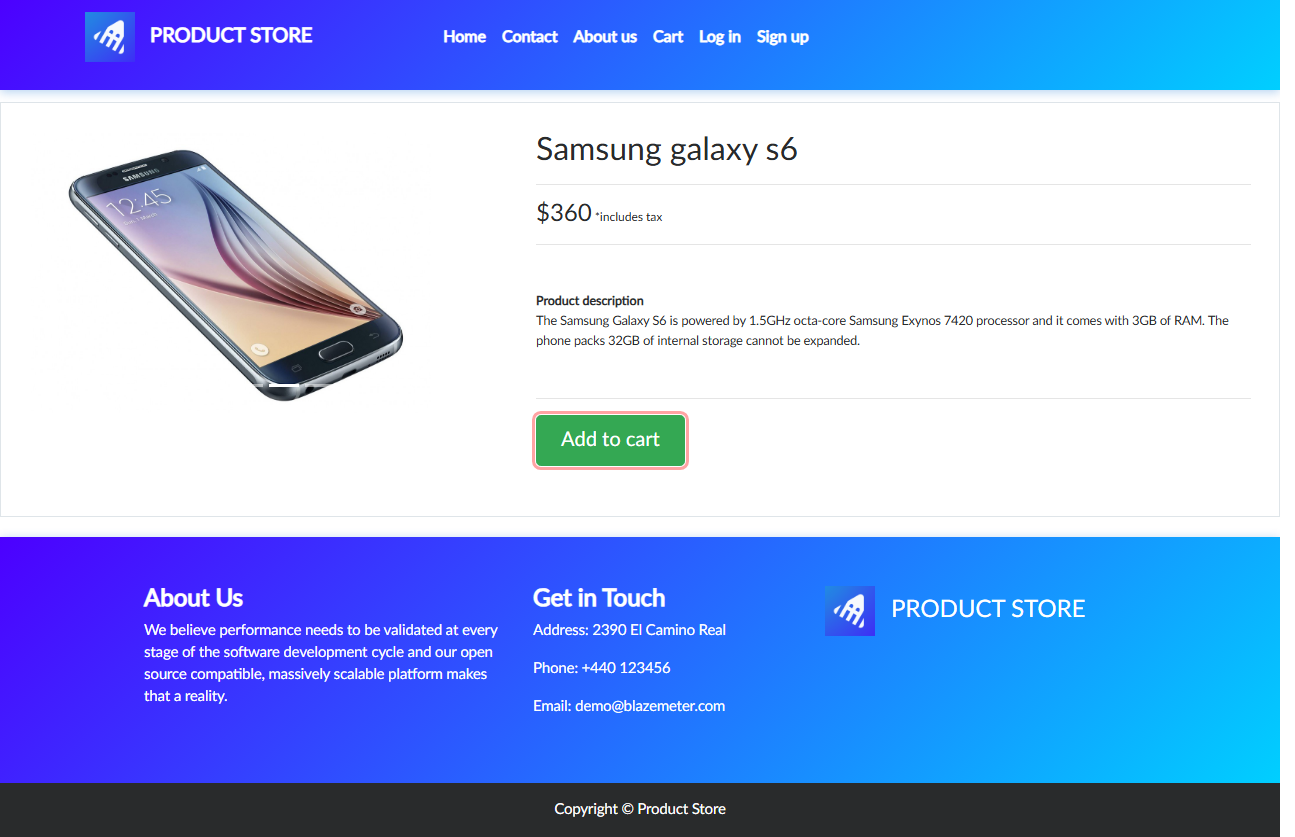 PRODUCT STORE
Home Contact About us Cart Log in Sign up
SAMSUNG
12:45
Samsung galaxy s6
$360 *includes tax
Product description
The Samsung Galaxy S6 is powered by 1.5GHz octa-core Samsung Exynos 7420 processor and it comes with 3GB of RAM. The
phone packs 32GB of internal storage cannot be expanded.
Add to cart
About Us
We believe performance needs to be validated at every
stage of the software development cycle and our open
source compatible, massively scalable platform makes
that a reality.
Get in Touch
Address: 2390 El Camino Real
Phone: +440 123456
Email: demo@blazemeter.com
PRODUCT STORE
Copyright © Product Store